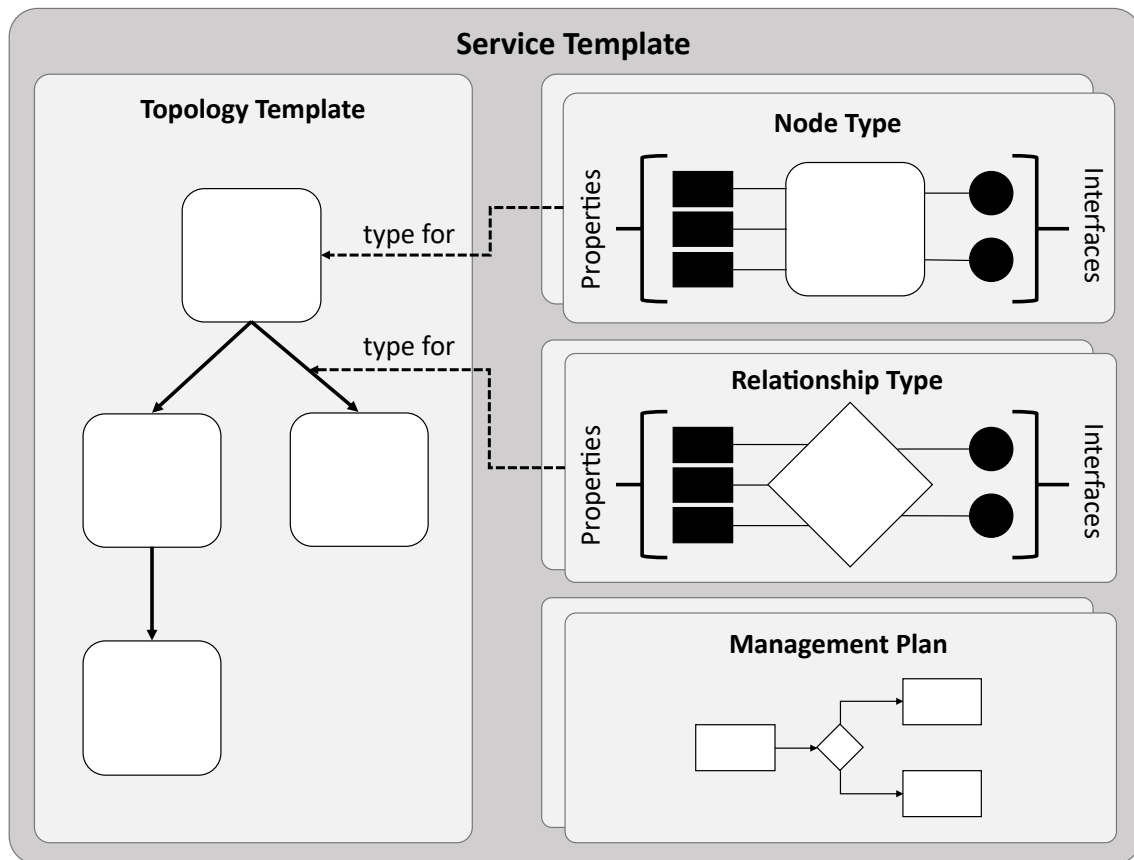 Service Template
Topology Template
type for
type for
Node Type
Properties
Interfaces
Relationship Type
Properties
Interfaces
Management Plan